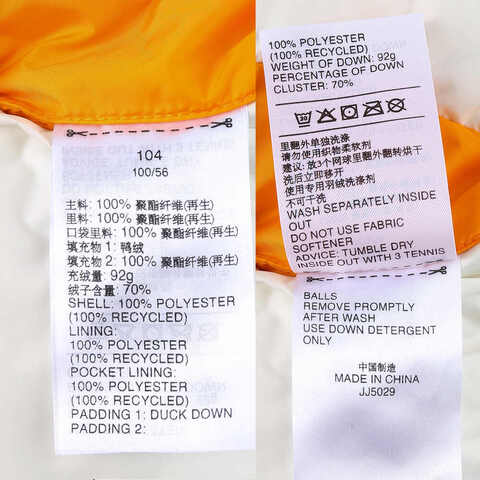 104
100/56
主料: 100% 聚酯纤维(再生)
里料: 100% 聚酯纤维(再生)
口袋里料: 100% 聚酯纤维(再生)
填充物 1: 鸭绒
填充物 2: 100% 聚酯纤维(再生)
充绒量: 92g
绒子含量: 70%
SHELL: 100% POLYESTER
(100% RECYCLED)
LINING:
100% POLYESTER
(100% RECYCLED)
POCKET LINING:
100% POLYESTER
(100% RECYCLED)
PADDING 1: DUCK DOWN
PADDING 2:
100% POLYESTER
(100% RECYCLED)
WEIGHT OF DOWN: 92g
PERCENTAGE OF DOWN
CLUSTER: 70%
30
里翻外单独洗涤
请勿使用织物柔软剂
建议: 放3个网球里翻外翻转烘干
洗后立即移开
使用专用羽绒洗涤剂
不可干洗
WASH SEPARATELY INSIDE
OUT
DO NOT USE FABRIC
SOFTENER
ADVICE: TUMBLE DRY
INSIDE OUT WITH 3 TENNIS
BALLS
REMOVE PROMPTLY
AFTER WASH
USE DOWN DETERGENT
ONLY
中国制造
MADE IN CHINA
JJ5029